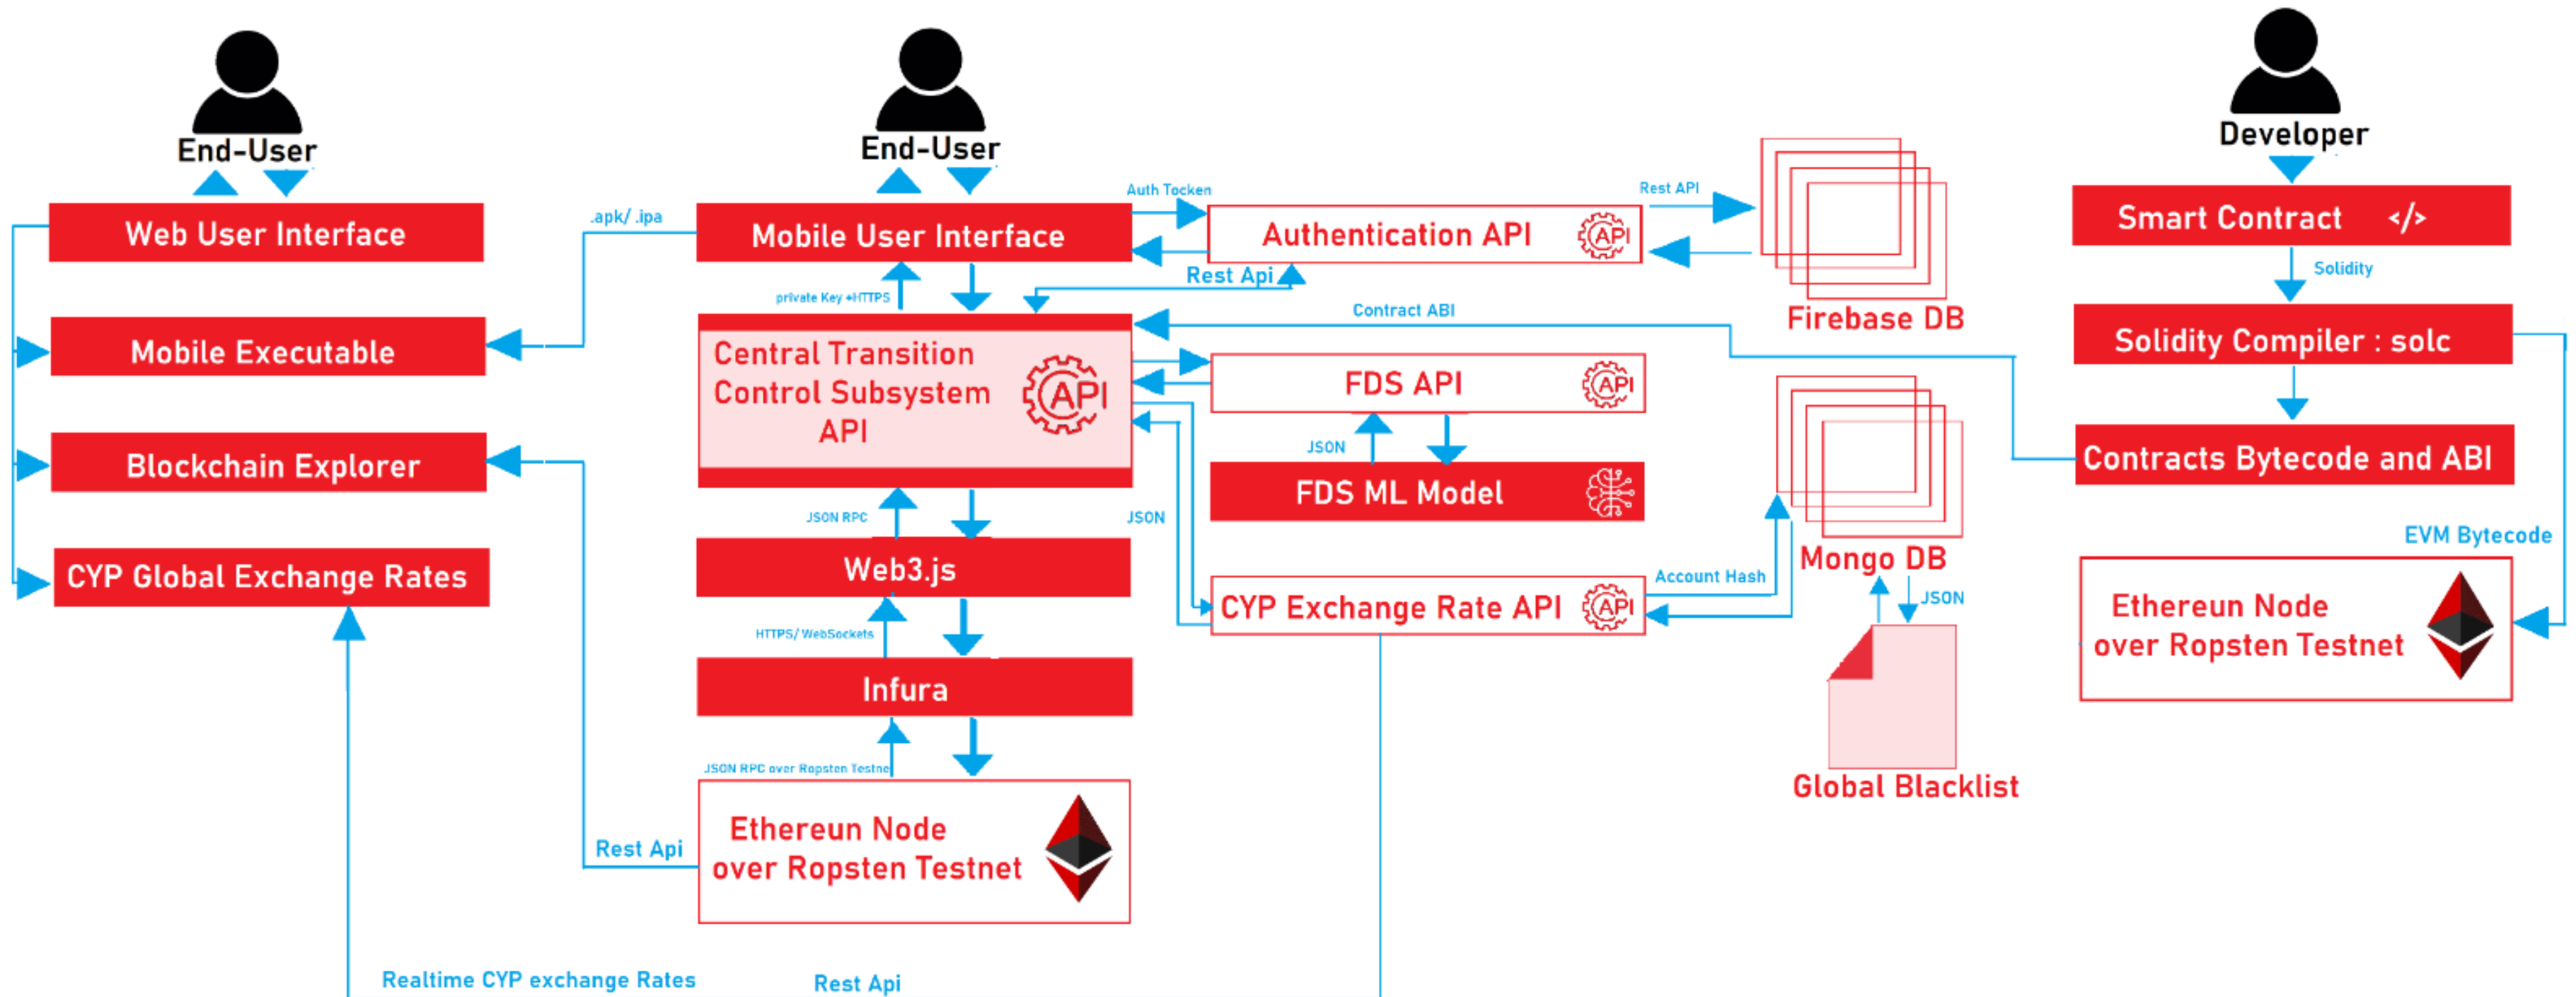 End-User
End-User
Developer
Web User Interface
.apk/ .ipa
Mobile User Interface
Auth Tocken
Authentication API
API
Rest API
Firebase DB
Smart Contract </>
Solidity
Rest Api
private Key +HTTPS
Contract ABI
Mobile Executable
Central Transition
Control Subsystem
API
API
FDS API
API
Solidity Compiler : solc
JSON
Blockchain Explorer
FDS ML Model
Contracts Bytecode and ABI
JSON RPC
JSON
EVM Bytecode
Mongo DB
Web3.js
CYP Global Exchange Rates
CYP Exchange Rate API
API
Account Hash
JSON
Ethereun Node
over Ropsten Testnet
HTTPS/ WebSockets
Infura
JSON RPC over Ropsten Testne
Global Blacklist
Ethereun Node
over Ropsten Testnet
Rest Api
Realtime CYP exchange Rates
Rest Api